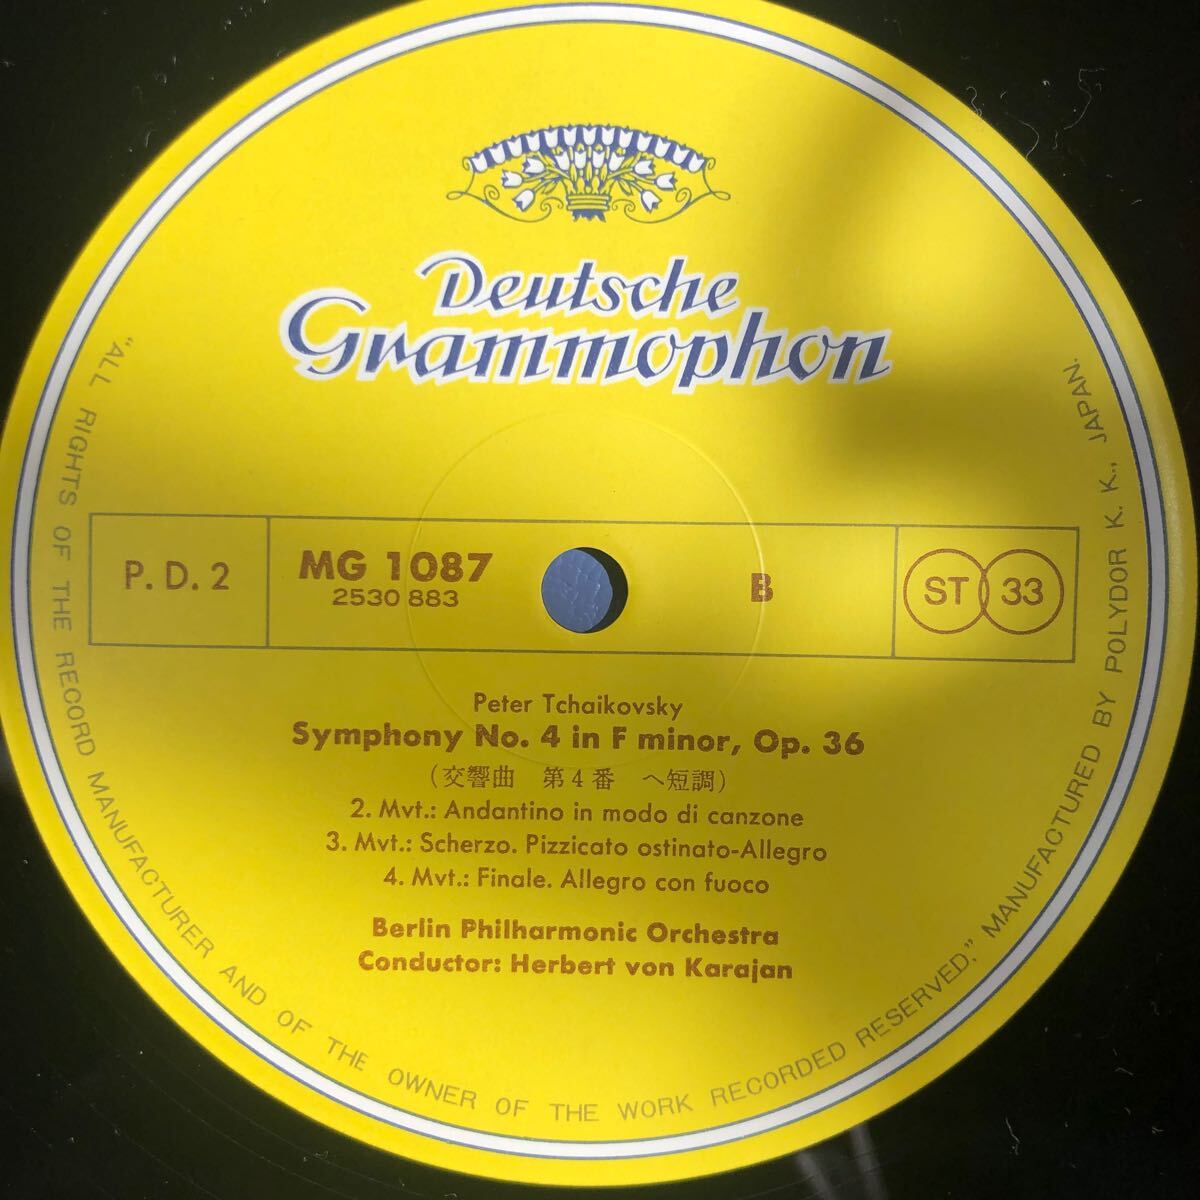 Deutsche
Grammophon
P. D. 2
MG 1087
2530 883
B
ST 33
Peter Tchaikovsky
Symphony No. 4 in F minor, Op. 36
(交響曲 第4番 ヘ短調)
2. Mvt.: Andantino in modo di canzone
3. Mvt.: Scherzo. Pizzicato ostinato-Allegro
4. Mvt.: Finale. Allegro con fuoco
Berlin Philharmonic Orchestra
Conductor: Herbert von Karajan
"ALL RIGHTS OF THE RECORD MANUFACTURER AND OF THE OWNER OF THE WORK RECORDED RESERVED." MANUFACTURED BY POLYDOR K. K., JAPAN.